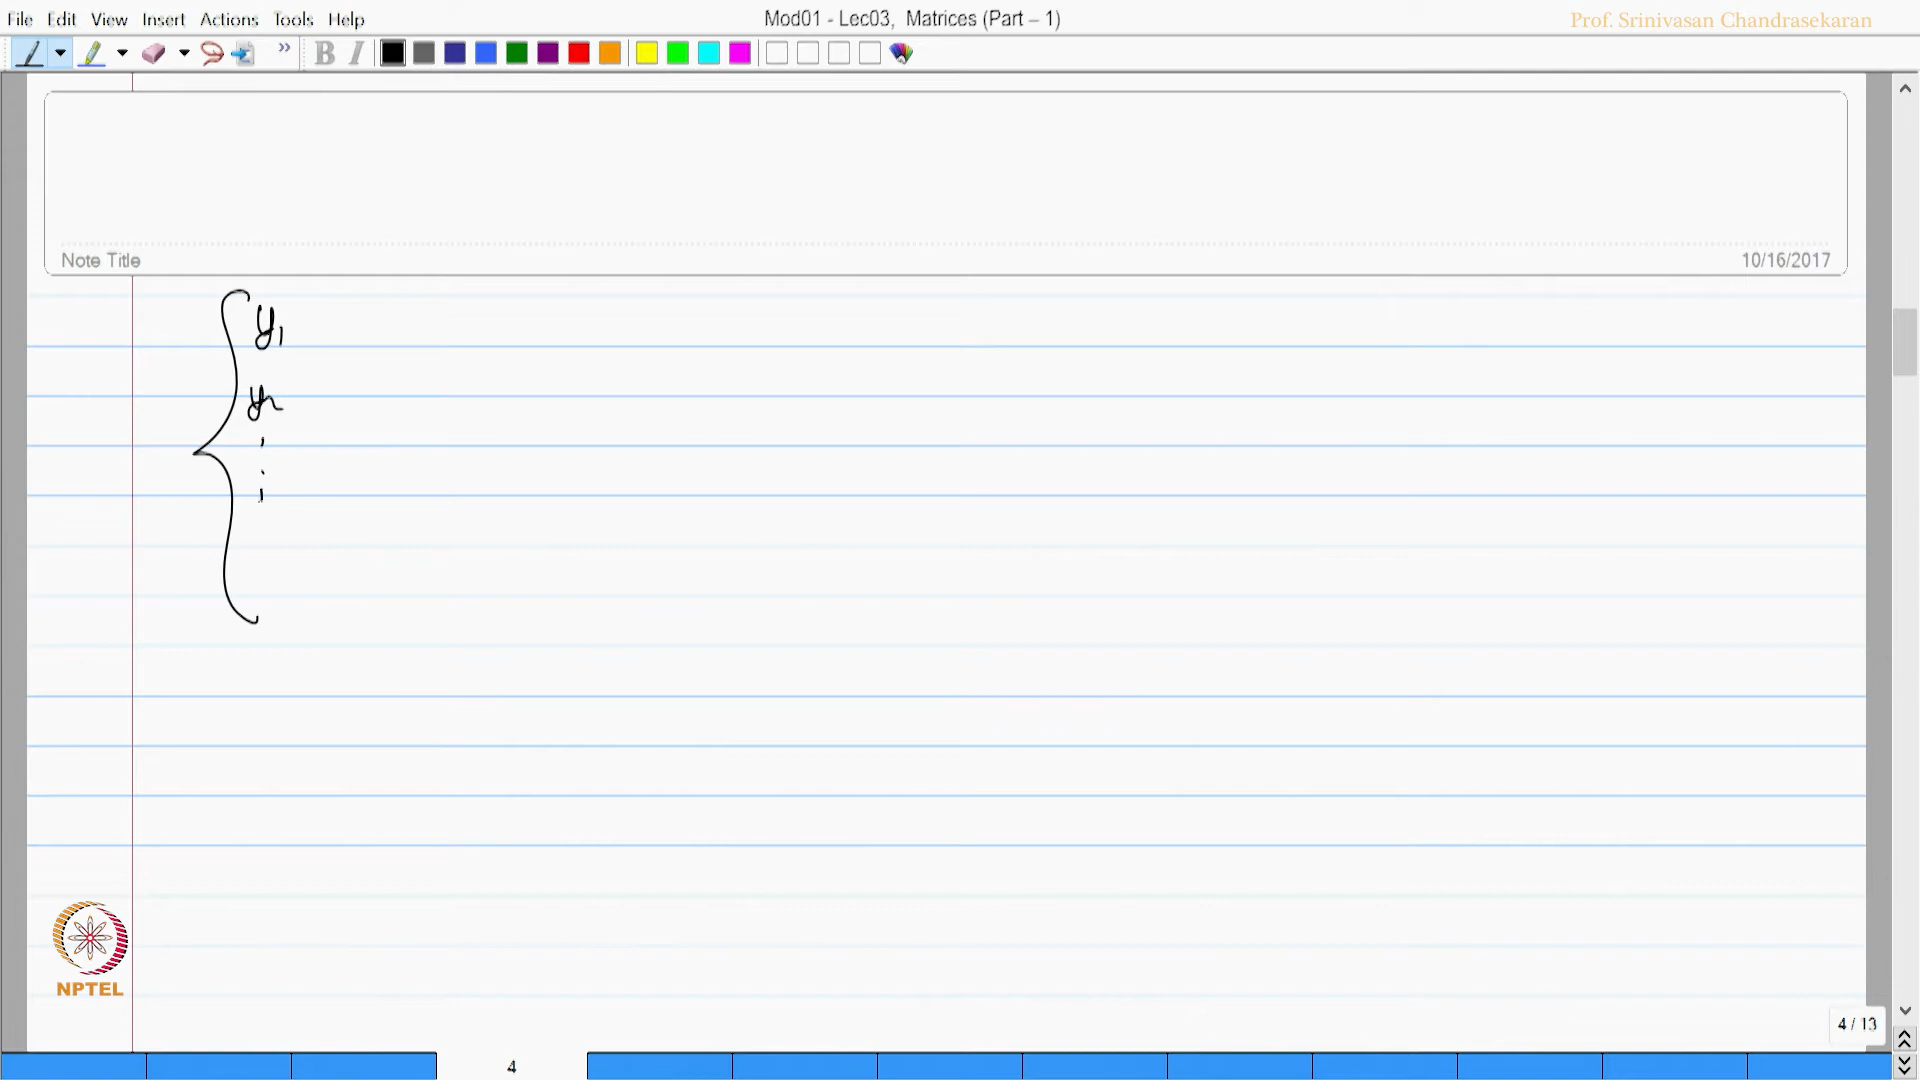 File Edit View Insert Actions Tools Help
Mod01 - Lec03, Matrices (Part – 1)
Prof. Srinivasan Chandrasekaran
B I
Note Title
10/16/2017
y1
NPTEL
4 / 13
4